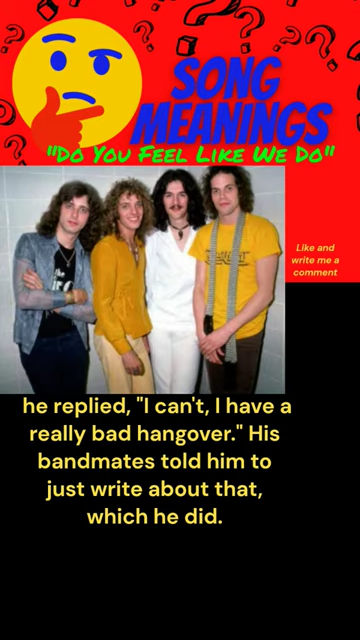 SONG
MEANINGS
"Do You Feel Like We Do"
Like and
write me a
comment
he replied, "I can't, I have a
really bad hangover." His
bandmates told him to
just write about that,
which he did.